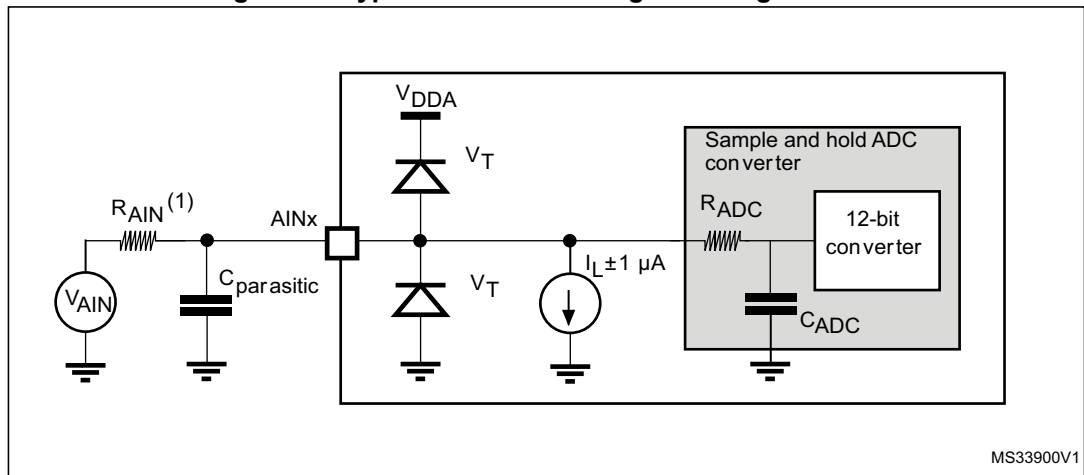 V_DDA
V_T
Sample and hold ADC
converter
R_AIN (1)
AINx
R_ADC
12-bit
converter
I_L±1 µA
C_parasitic
V_T
V_AIN
C_ADC
MS33900V1